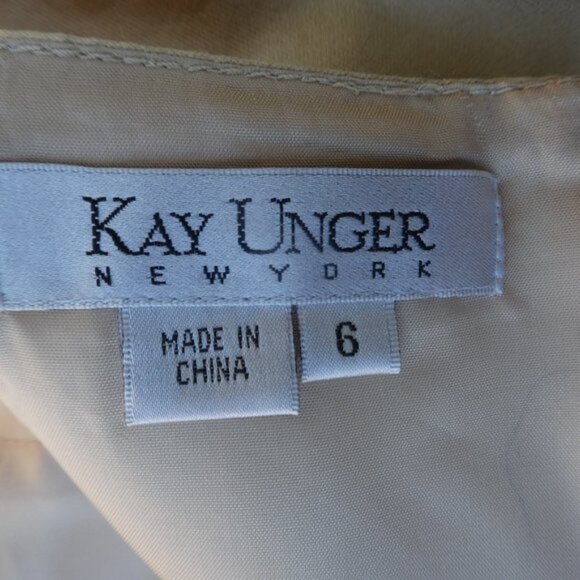 KAY UNGER
NEW YORK
MADE IN
CHINA
6